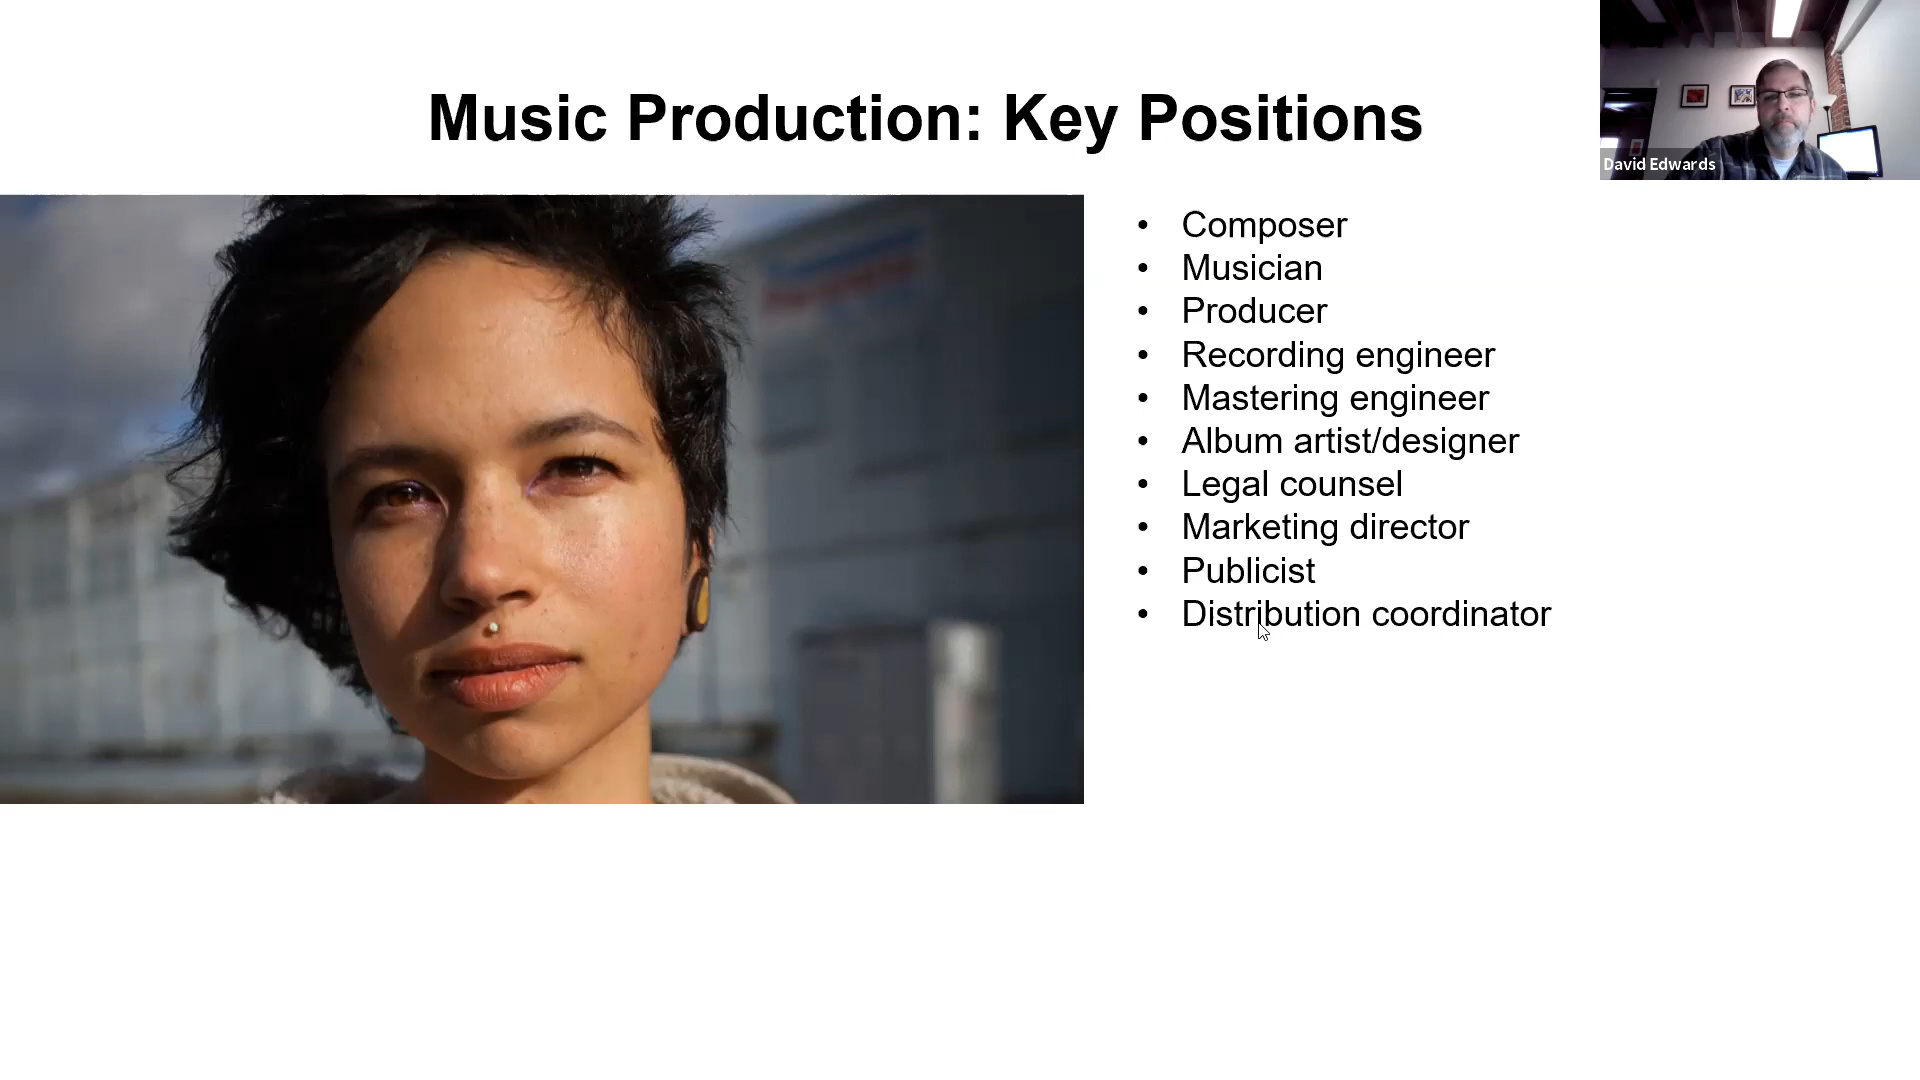 Music Production: Key Positions
David Edwards
• Composer
• Musician
• Producer
• Recording engineer
• Mastering engineer
• Album artist/designer
• Legal counsel
• Marketing director
• Publicist
• Distribution coordinator